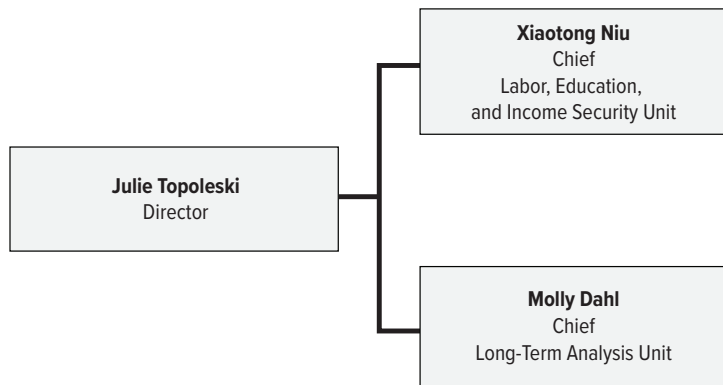 Xiaotong Niu
Chief
Labor, Education,
and Income Security Unit
Julie Topoleski
Director
Molly Dahl
Chief
Long-Term Analysis Unit